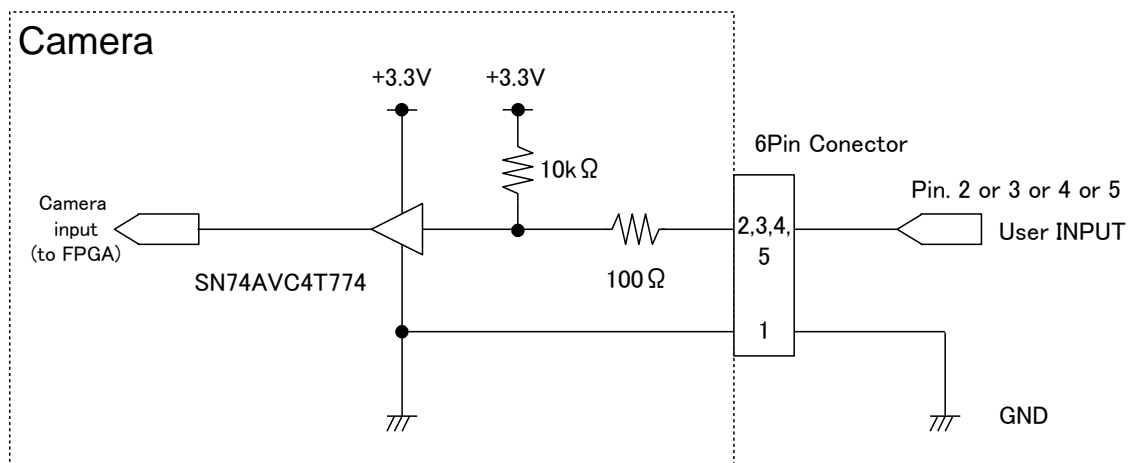 Camera
+3.3V
+3.3V
6Pin Conector
10kΩ
Pin. 2 or 3 or 4 or 5
Camera
input
(to FPGA)
2,3,4,
5
User INPUT
100Ω
SN74AVC4T774
1
GND